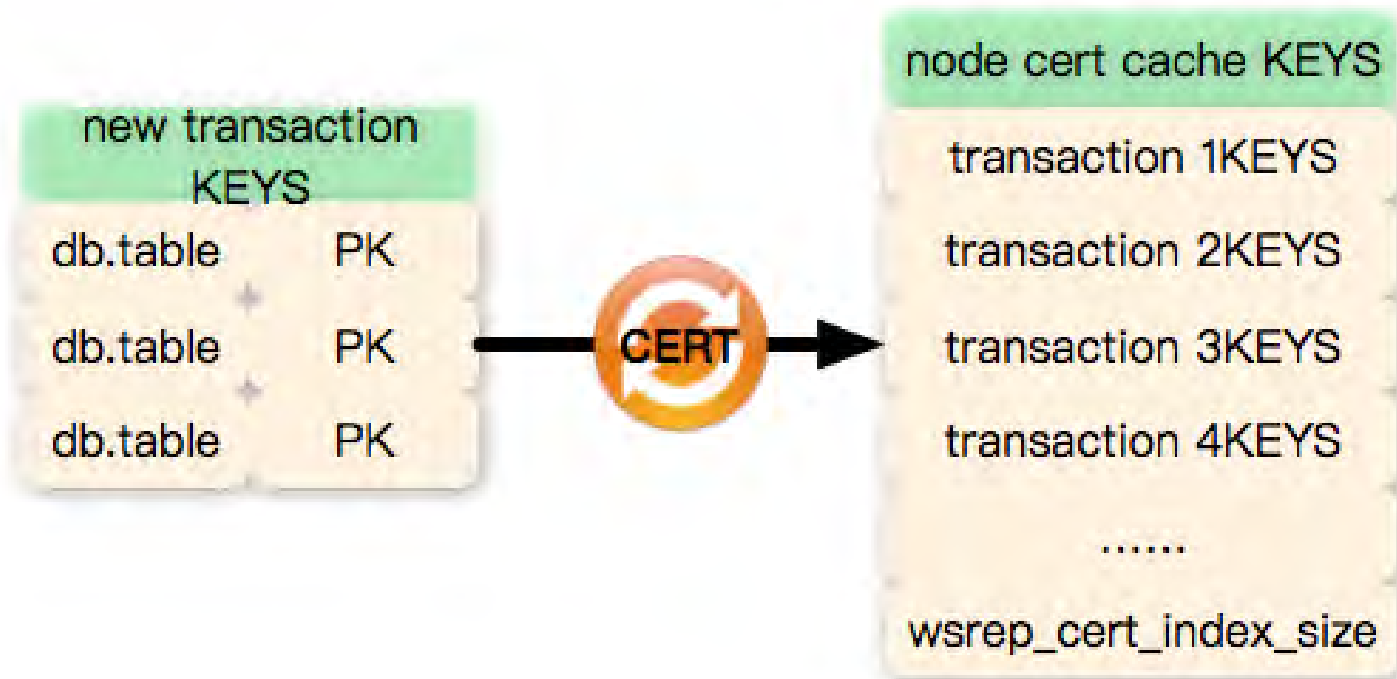 new transaction
KEYS
db.table PK
db.table PK
db.table PK
CERT
node cert cache KEYS
transaction 1KEYS
transaction 2KEYS
transaction 3KEYS
transaction 4KEYS
......
wsrep_cert_index_size